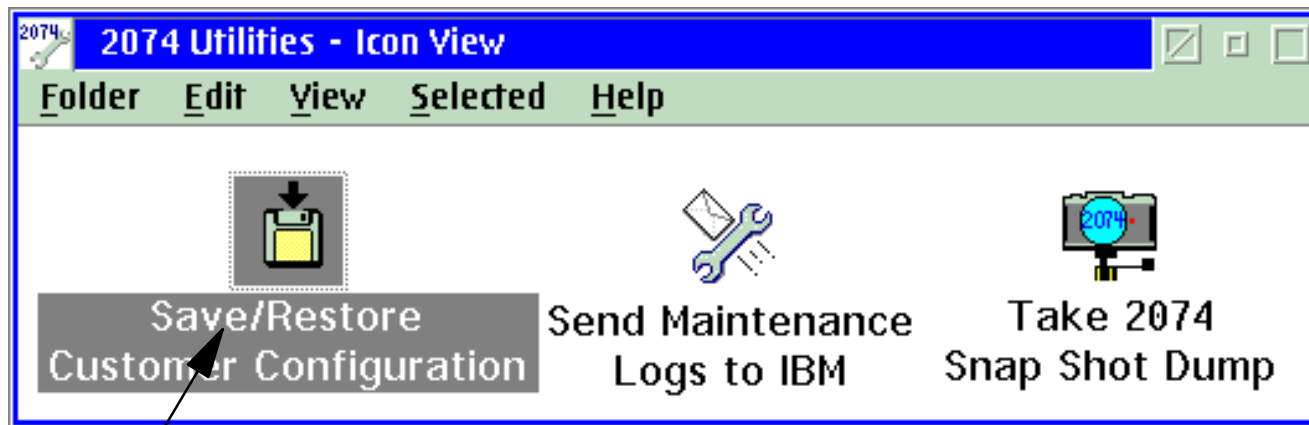 2074
2074 Utilities - Icon View
Folder Edit View Selected Help
2074
Save/Restore
Customer Configuration
Send Maintenance
Logs to IBM
Take 2074
Snap Shot Dump